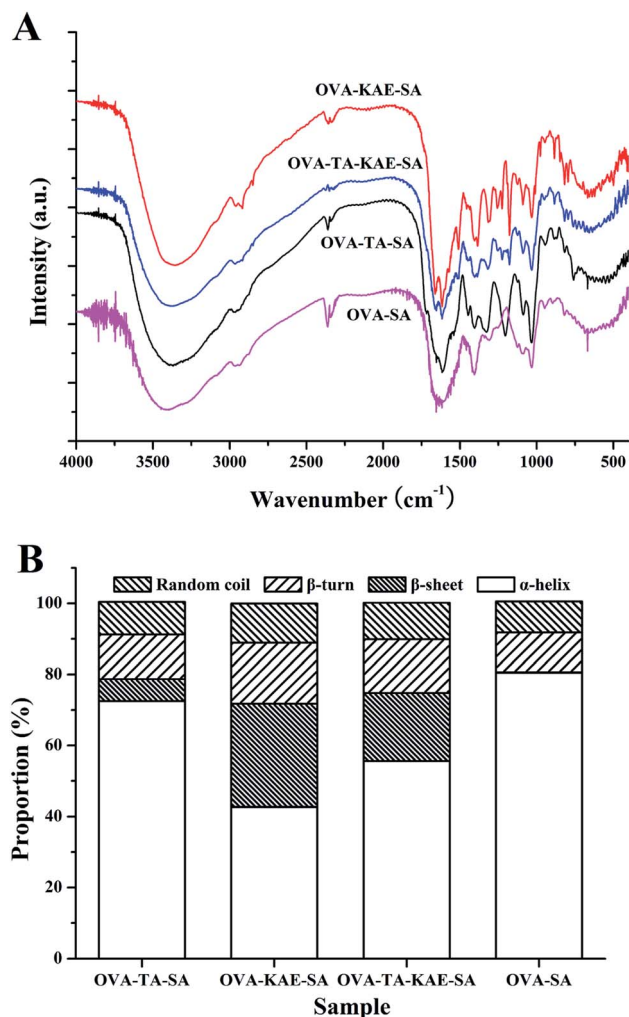 A
OVA-KAE-SA
OVA-TA-KAE-SA
OVA-TA-SA
OVA-SA
Intensity (a.u.)
4000 3500 3000 2500 2000 1500 1000 500
Wavenumber (cm⁻¹)
B
Random coil β-turn β-sheet α-helix
100
80
60
40
20
0
Proportion (%)
OVA-TA-SA OVA-KAE-SA OVA-TA-KAE-SA OVA-SA
Sample